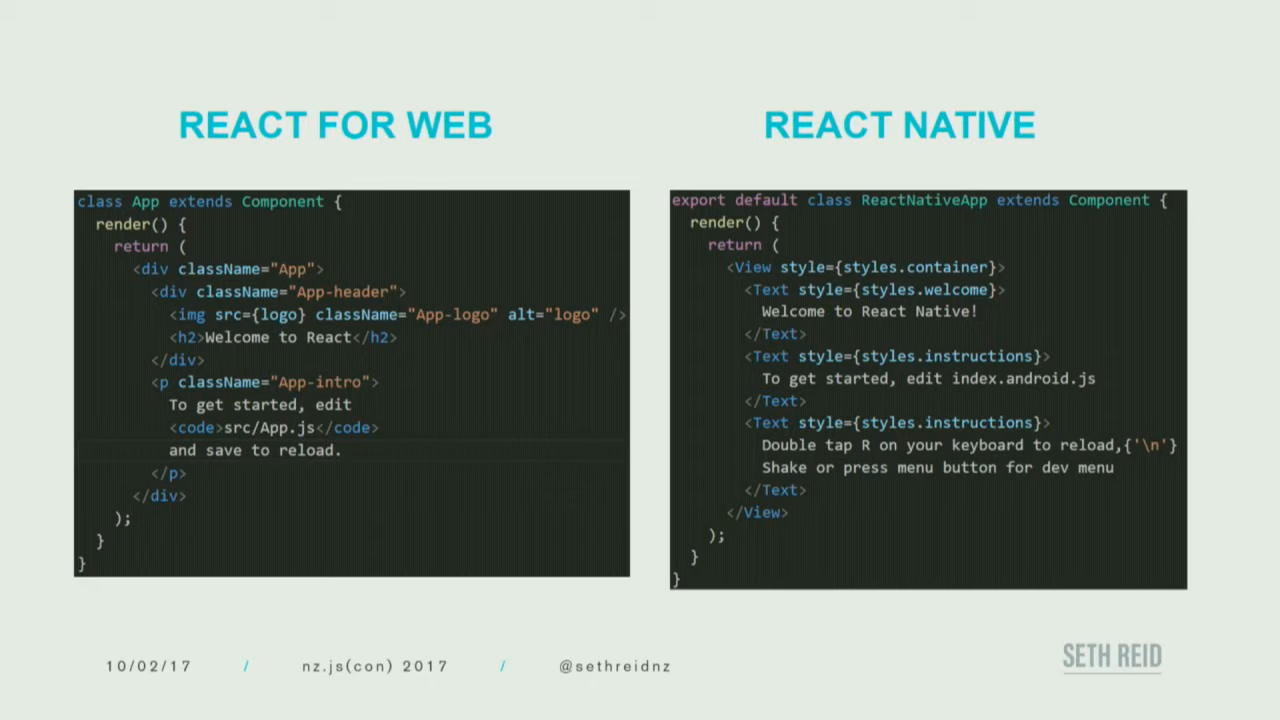 REACT FOR WEB
class App extends Component {
  render() {
    return (
      <div className="App">
        <div className="App-header">
          <img src={logo} className="App-logo" alt="logo" />
          <h2>Welcome to React</h2>
        </div>
        <p className="App-intro">
          To get started, edit
          <code>src/App.js</code>
          and save to reload.
        </p>
      </div>
    );
  }
}
REACT NATIVE
export default class ReactNativeApp extends Component {
  render() {
    return (
      <View style={styles.container}>
        <Text style={styles.welcome}>
          Welcome to React Native!
        </Text>
        <Text style={styles.instructions}>
          To get started, edit index.android.js
        </Text>
        <Text style={styles.instructions}>
          Double tap R on your keyboard to reload,{'\n'}
          Shake or press menu button for dev menu
        </Text>
      </View>
    );
  }
}
10/02/17 / nz.js(con) 2017 / @sethreidnz
SETH REID